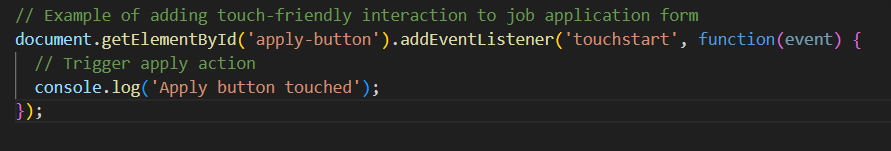 // Example of adding touch-friendly interaction to job application form
document.getElementById('apply-button').addEventListener('touchstart', function(event) {
  // Trigger apply action
  console.log('Apply button touched');
});